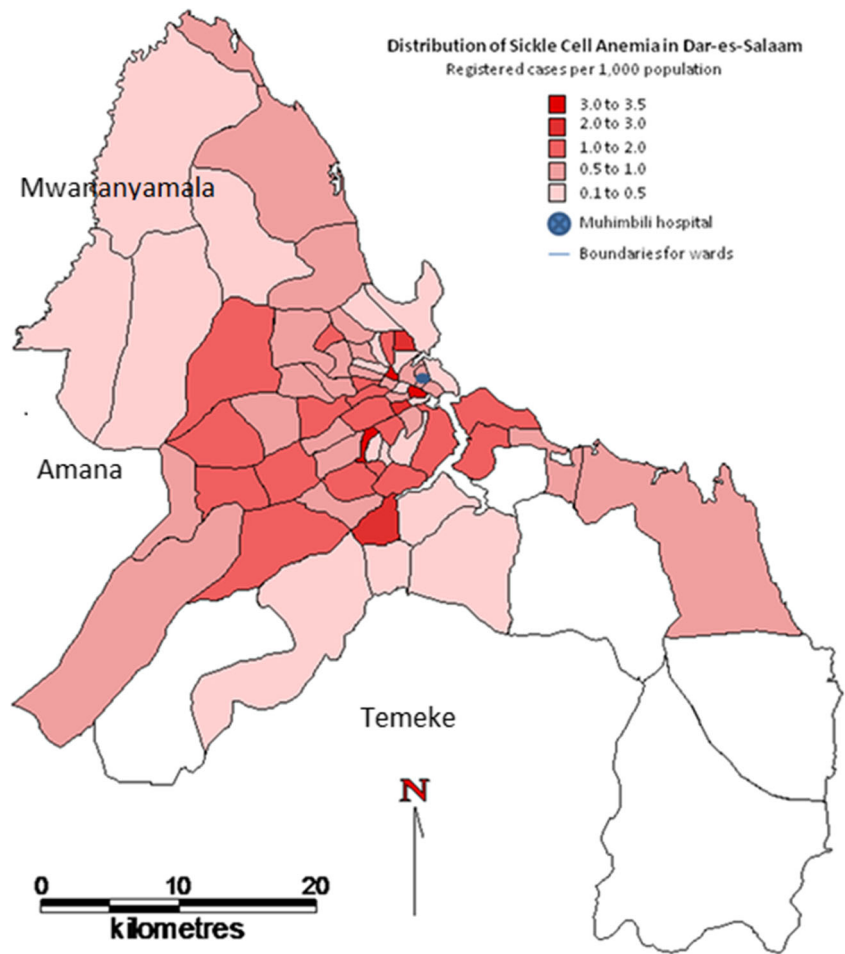 Distribution of Sickle Cell Anemia in Dar-es-Salaam
Registered cases per 1,000 population
3.0 to 3.5
2.0 to 3.0
1.0 to 2.0
0.5 to 1.0
0.1 to 0.5
Muhimbili hospital
Boundaries for wards
Mwananyamala
Amana
Temeke
N
0 10 20
kilometres